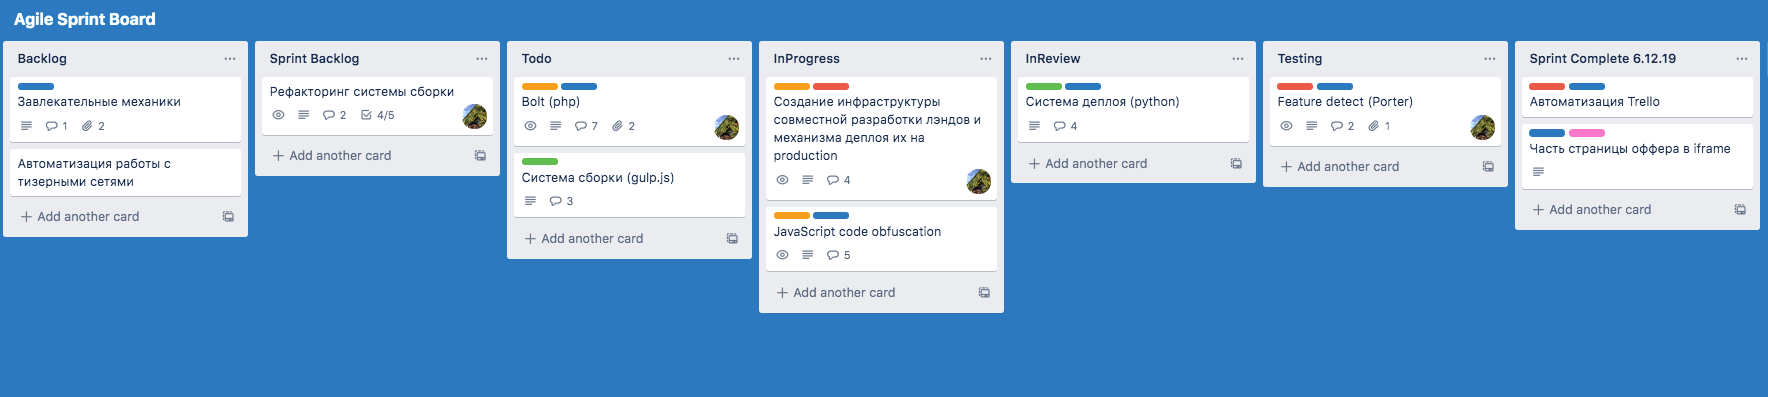 Agile Sprint Board
Backlog
Завлекательные механики
1 2
Автоматизация работы с
тизерными сетями
Add another card
Sprint Backlog
Рефакторинг системы сборки
2 4/5
Add another card
Todo
Bolt (php)
7 2
Система сборки (gulp.js)
3
Add another card
InProgress
Создание инфраструктуры
совместной разработки лэндов и
механизма деплоя их на
production
4
JavaScript code obfuscation
5
Add another card
InReview
Система деплоя (python)
4
Add another card
Testing
Feature detect (Porter)
2 1
Add another card
Sprint Complete 6.12.19
Автоматизация Trello
Часть страницы оффера в iframe
Add another card